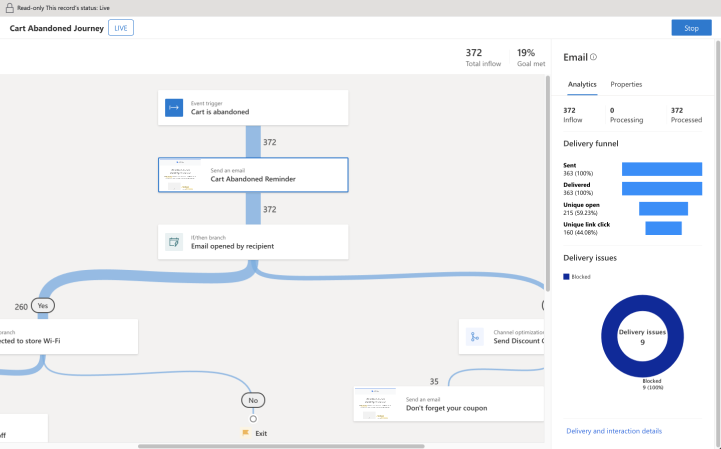 Read-only This record's status: Live
Cart Abandoned Journey
LIVE
Stop
372
Total inflow
19%
Goal met
Event trigger
Cart is abandoned
372
Send an email
Cart Abandoned Reminder
372
If/then branch
Email opened by recipient
260
Yes
branch
cted to store Wi-Fi
Channel optimizatio
Send Discount
No
Exit
35
Send an email
Don't forget your coupon
ff
Email
Analytics
Properties
372
Inflow
0
Processing
372
Processed
Delivery funnel
Sent
363 (100%)
Delivered
363 (100%)
Unique open
215 (59.23%)
Unique link click
160 (44.08%)
Delivery issues
Blocked
Delivery issues
9
Blocked
9 (100%)
Delivery and interaction details